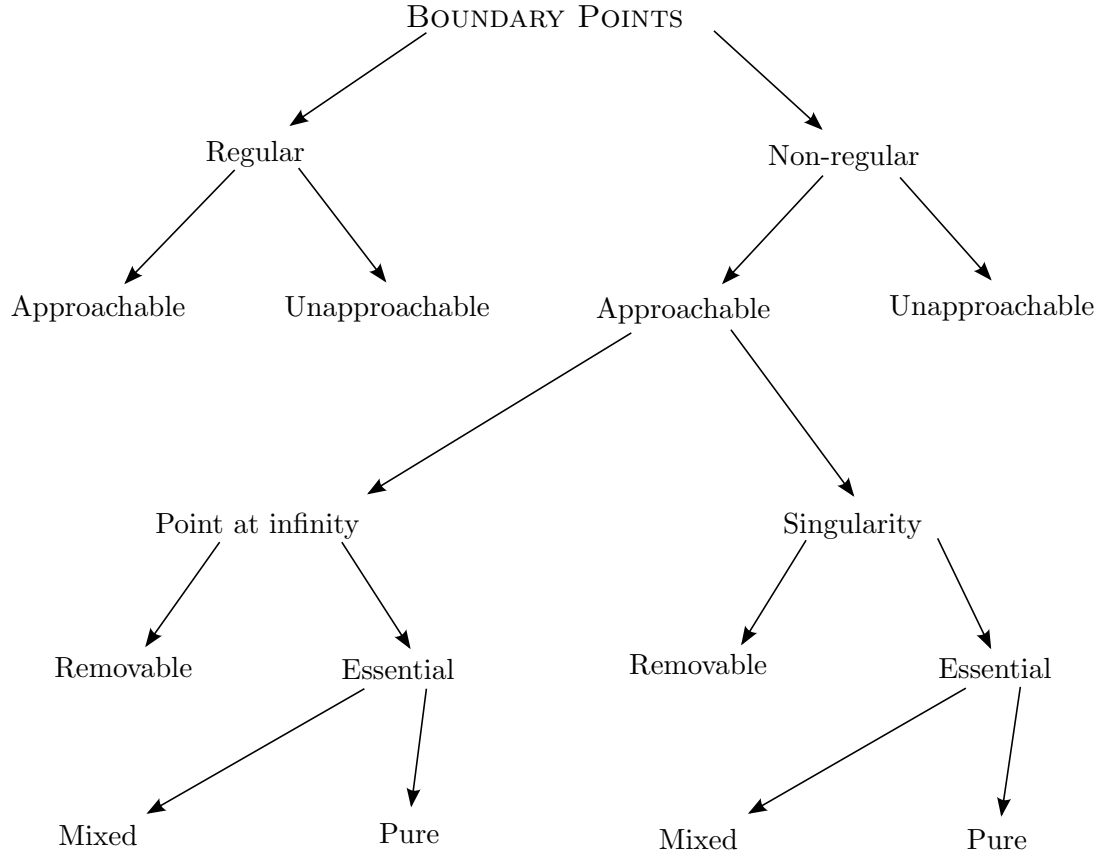 BOUNDARY POINTS
Regular
Non-regular
Approachable
Unapproachable
Approachable
Unapproachable
Point at infinity
Singularity
Removable
Essential
Removable
Essential
Mixed
Pure
Mixed
Pure